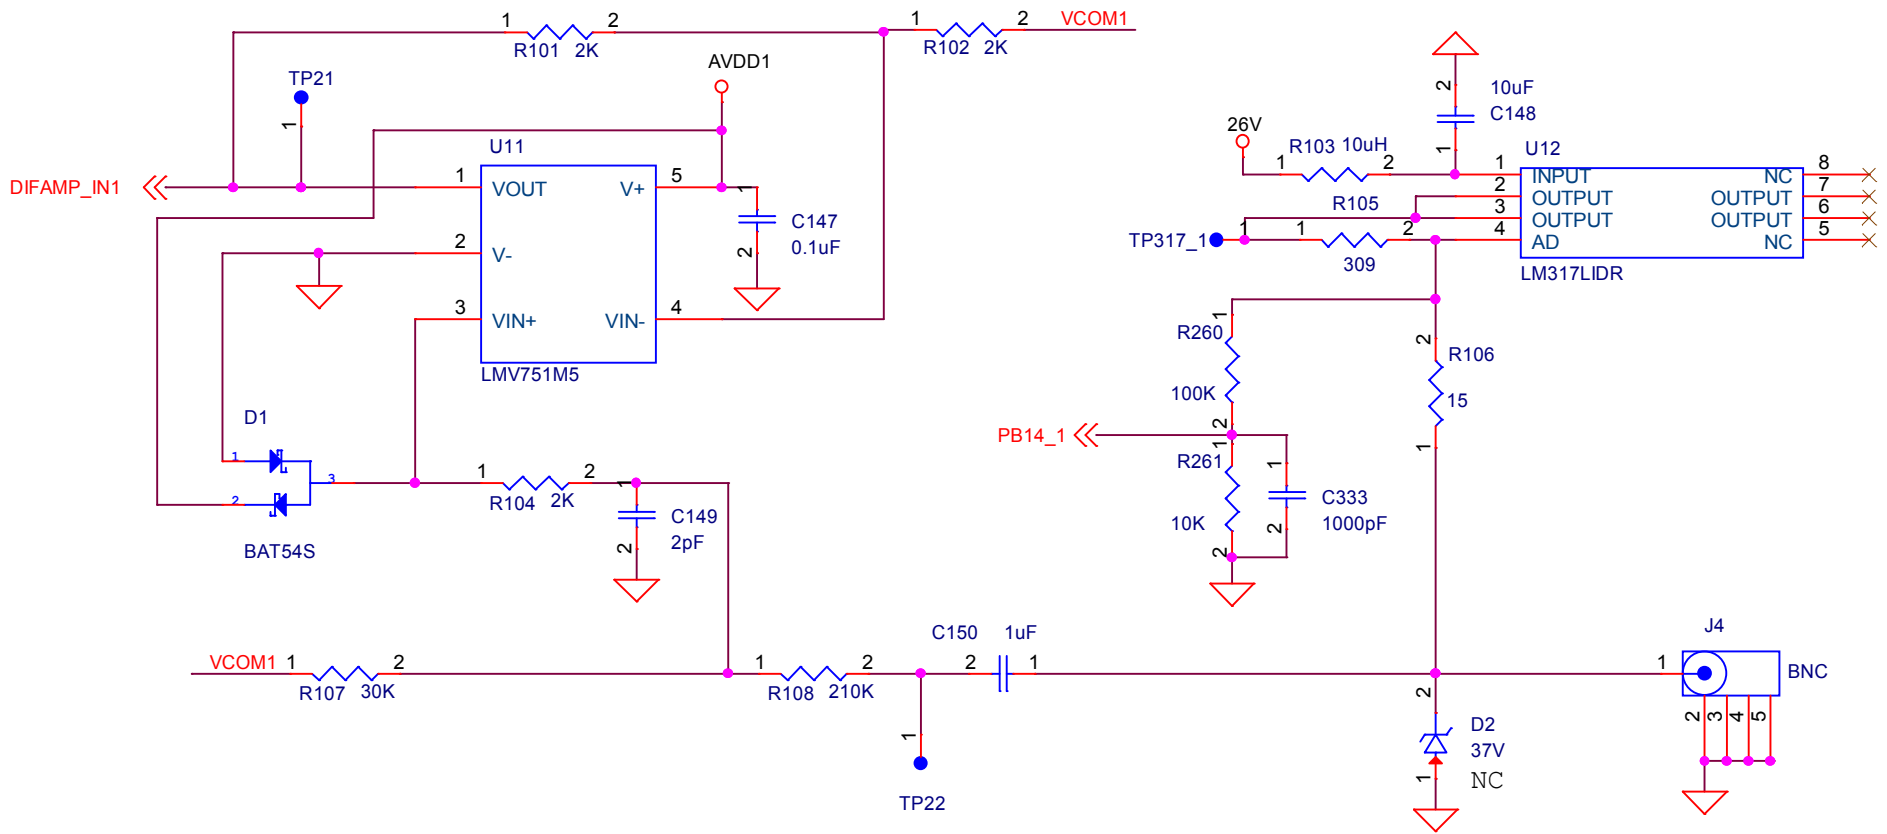 1 R101 2K 2
1 R102 2K 2 VCOM1
AVDD1
TP21
1
U11
DIFAMP_IN1
1 VOUT V+ 5
2 V-
3 VIN+ VIN- 4
LMV751M5
1
C147
0.1uF
2
D1
1
2
3
BAT54S
1 R104 2K 2
1
C149
2pF
2
VCOM1 1 R107 30K 2
1 R108 210K 2
1
TP22
C150 1uF
2 1
26V
R103 10uH
1 2
2
10uF
C148
1
U12
1 INPUT NC 8
2 OUTPUT OUTPUT 7
3 OUTPUT OUTPUT 6
4 AD NC 5
LM317LIDR
TP317_1 1
R105
1 2
309
1
R260
100K
2
PB14_1
1
R261
10K
2
1
C333
1000pF
2
2
R106
15
1
2
D2
37V
NC
1
J4
1
BNC
2 3 4 5